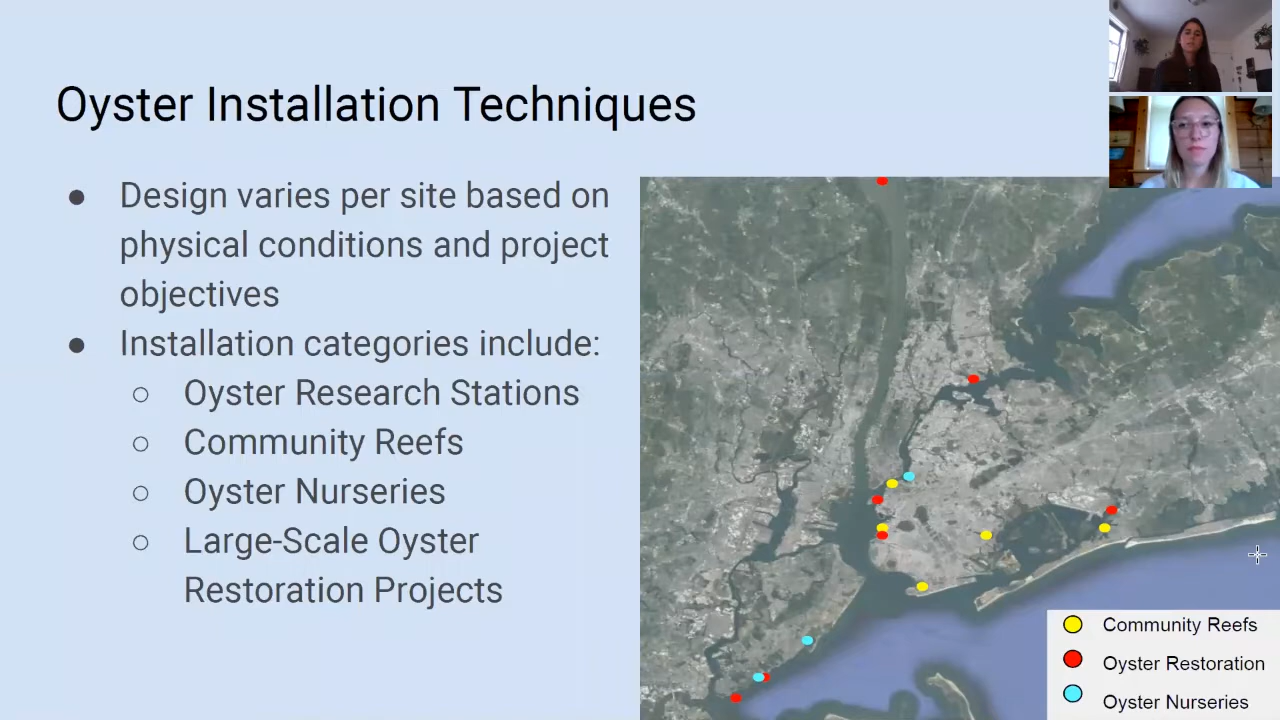 Oyster Installation Techniques
● Design varies per site based on
physical conditions and project
objectives
● Installation categories include:
○ Oyster Research Stations
○ Community Reefs
○ Oyster Nurseries
○ Large-Scale Oyster
Restoration Projects
Community Reefs
Oyster Restoration
Oyster Nurseries